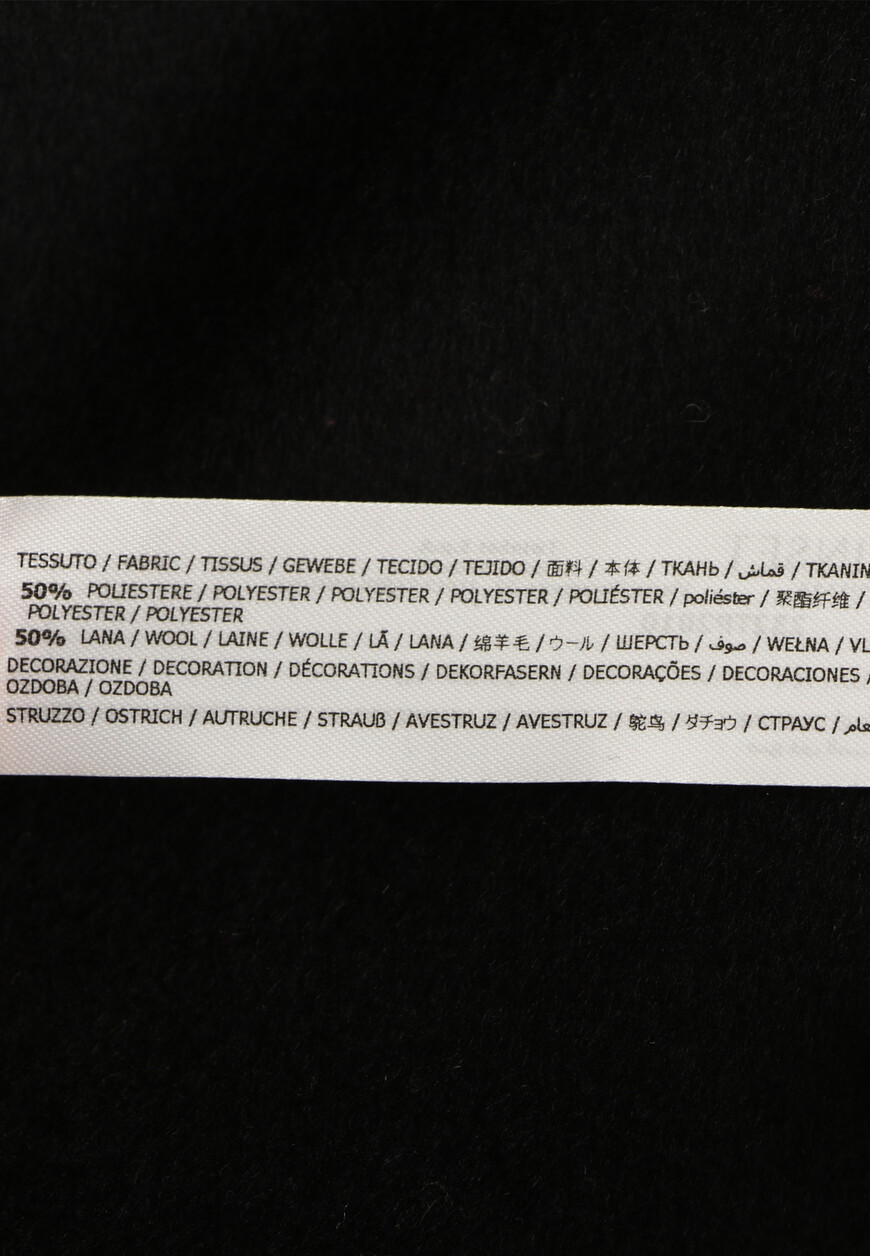 TESSUTO / FABRIC / TISSUS / GEWEBE / TECIDO / TEJIDO / 面料 / 本体 / ТКАНЬ / قماش / TKANIN
50% POLIESTERE / POLYESTER / POLYESTER / POLYESTER / POLIÉSTER / poliéster / 聚酯纤维 /
POLYESTER / POLYESTER
50% LANA / WOOL / LAINE / WOLLE / LÃ / LANA / 绵羊毛 / ウール / ШЕРСТЬ / صوف / WEŁNA / VL
DECORAZIONE / DECORATION / DÉCORATIONS / DEKORFASERN / DECORAÇÕES / DECORACIONES /
OZDOBA / OZDOBA
STRUZZO / OSTRICH / AUTRUCHE / STRAUß / AVESTRUZ / AVESTRUZ / 鸵鸟 / ダチョウ / СТРАУС /